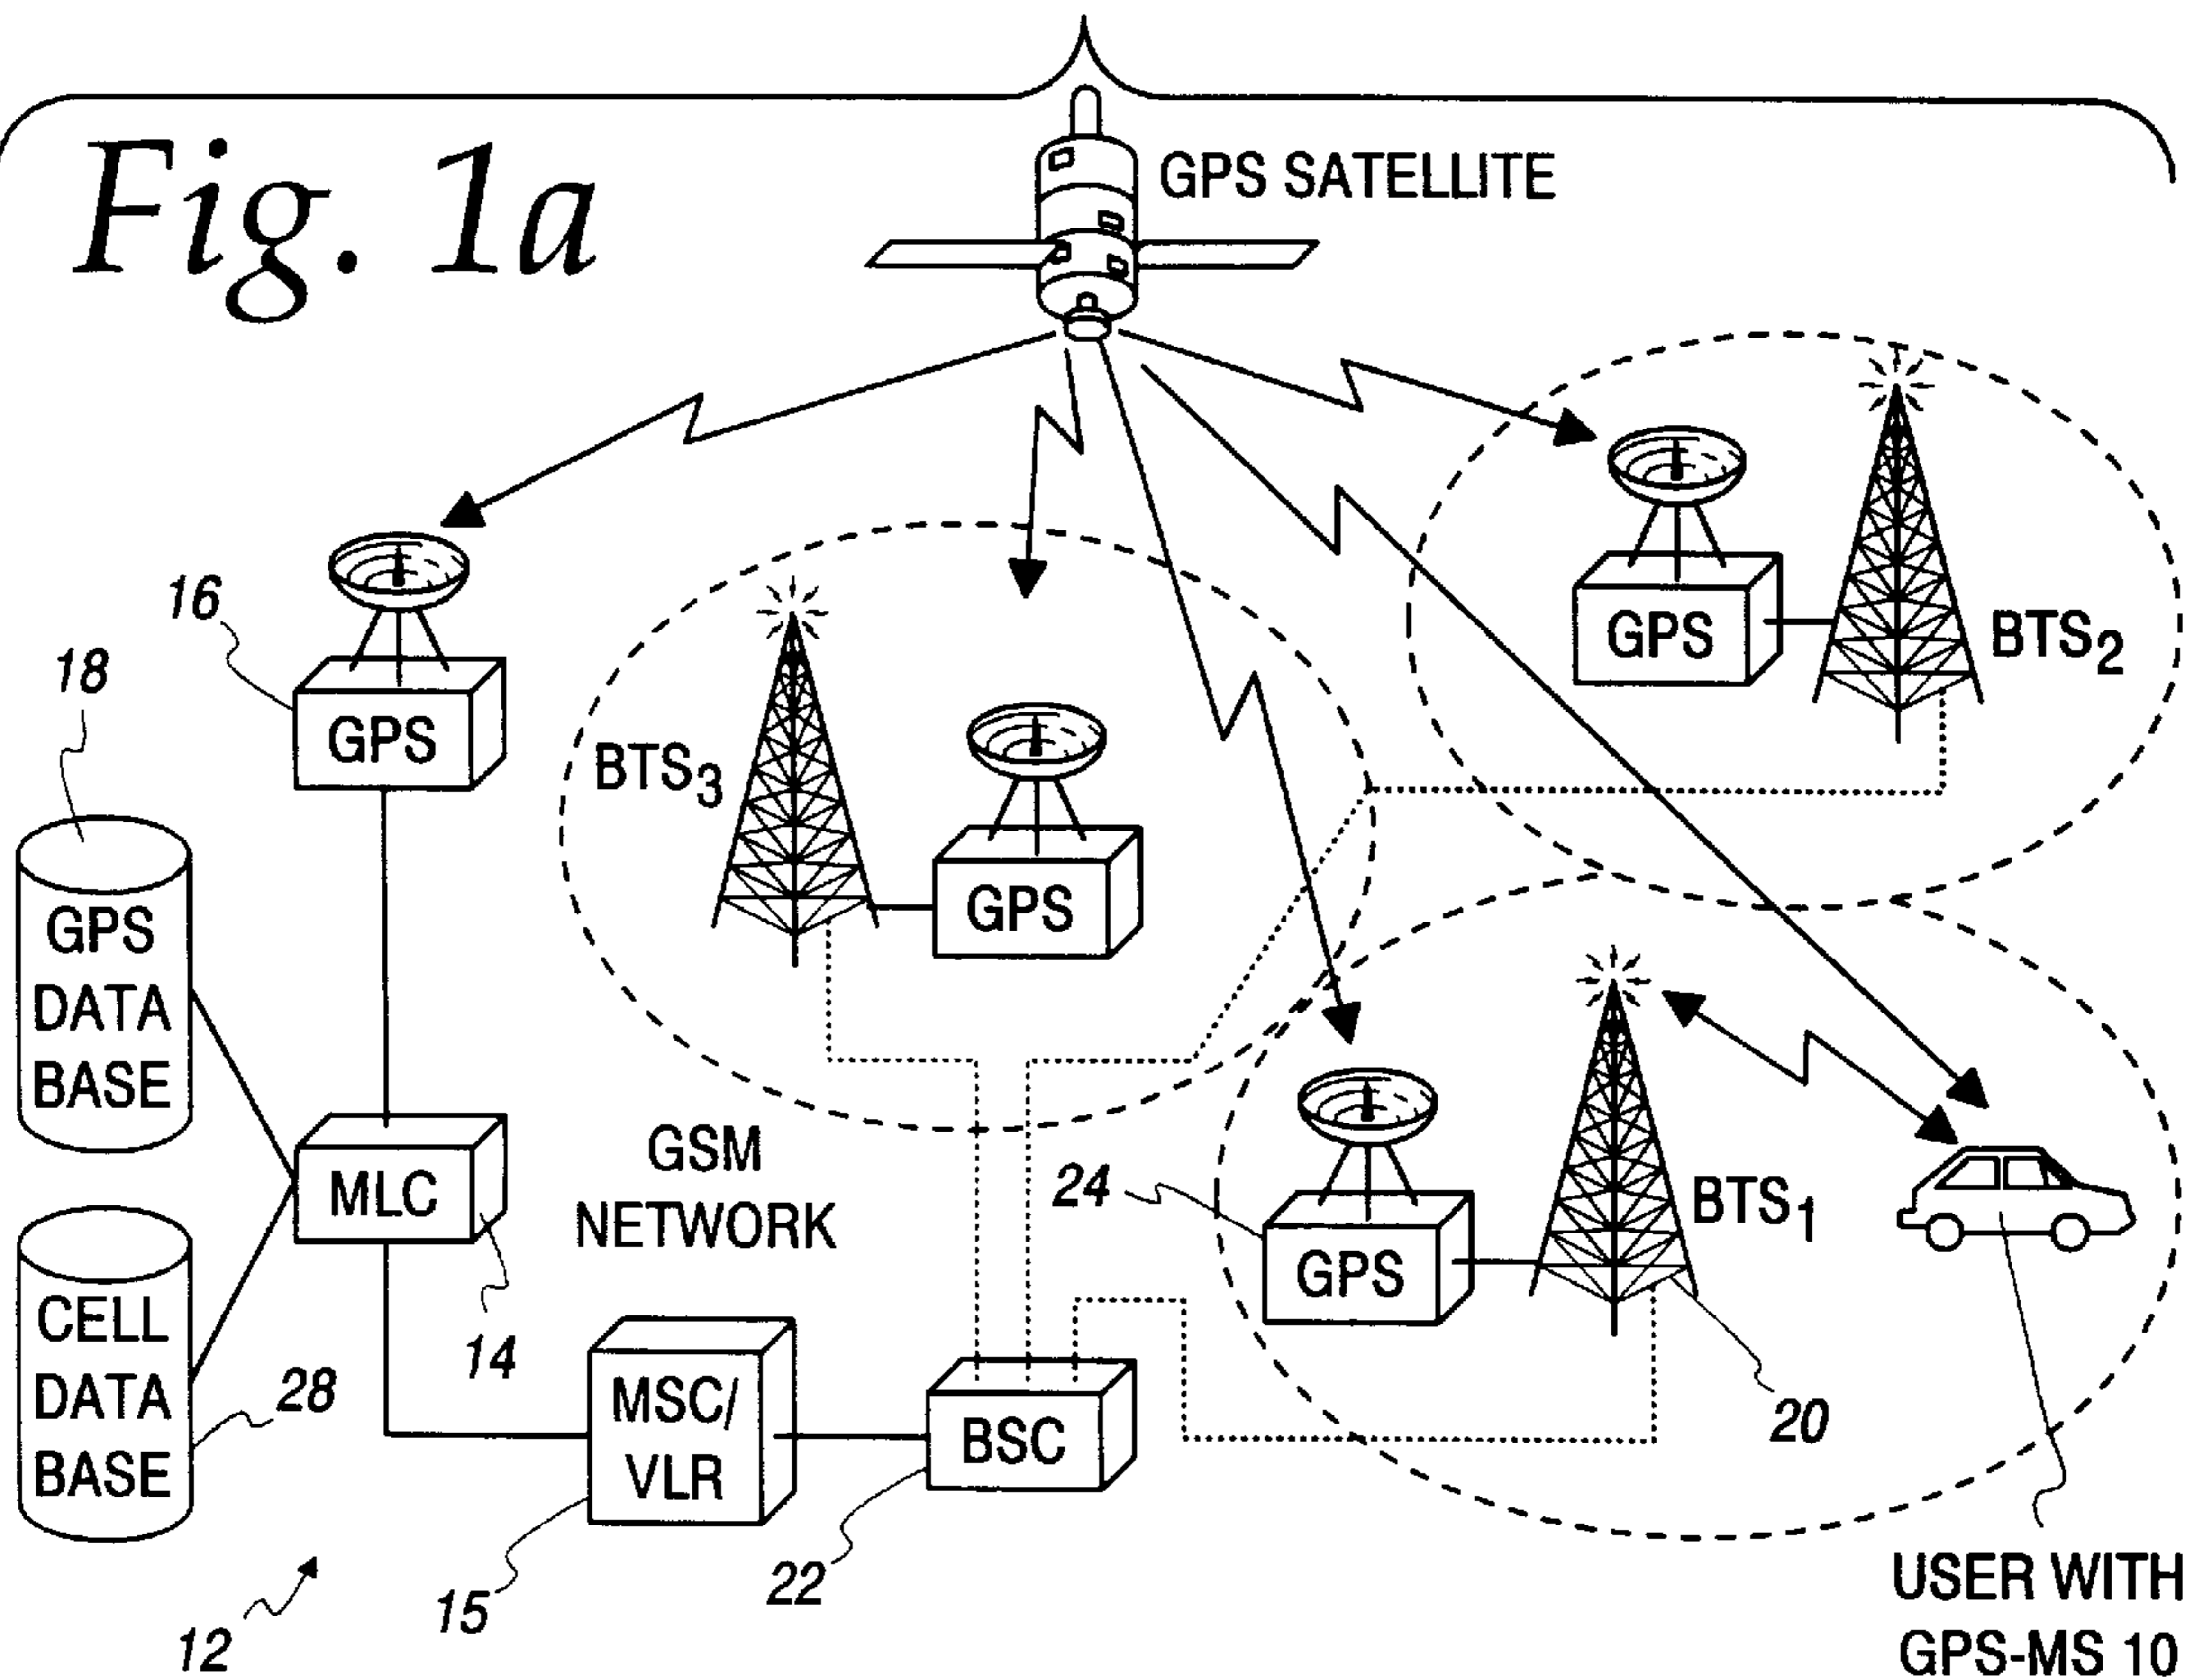 Fig. 1a
GPS SATELLITE
16
18
GPS
BTS3
GPS
GPS
BTS2
GPS
DATA
BASE
MLC
14
GSM
NETWORK
24
GPS
BTS1
20
CELL
DATA
BASE
28
MSC/
VLR
15
BSC
22
12
USER WITH
GPS-MS 10